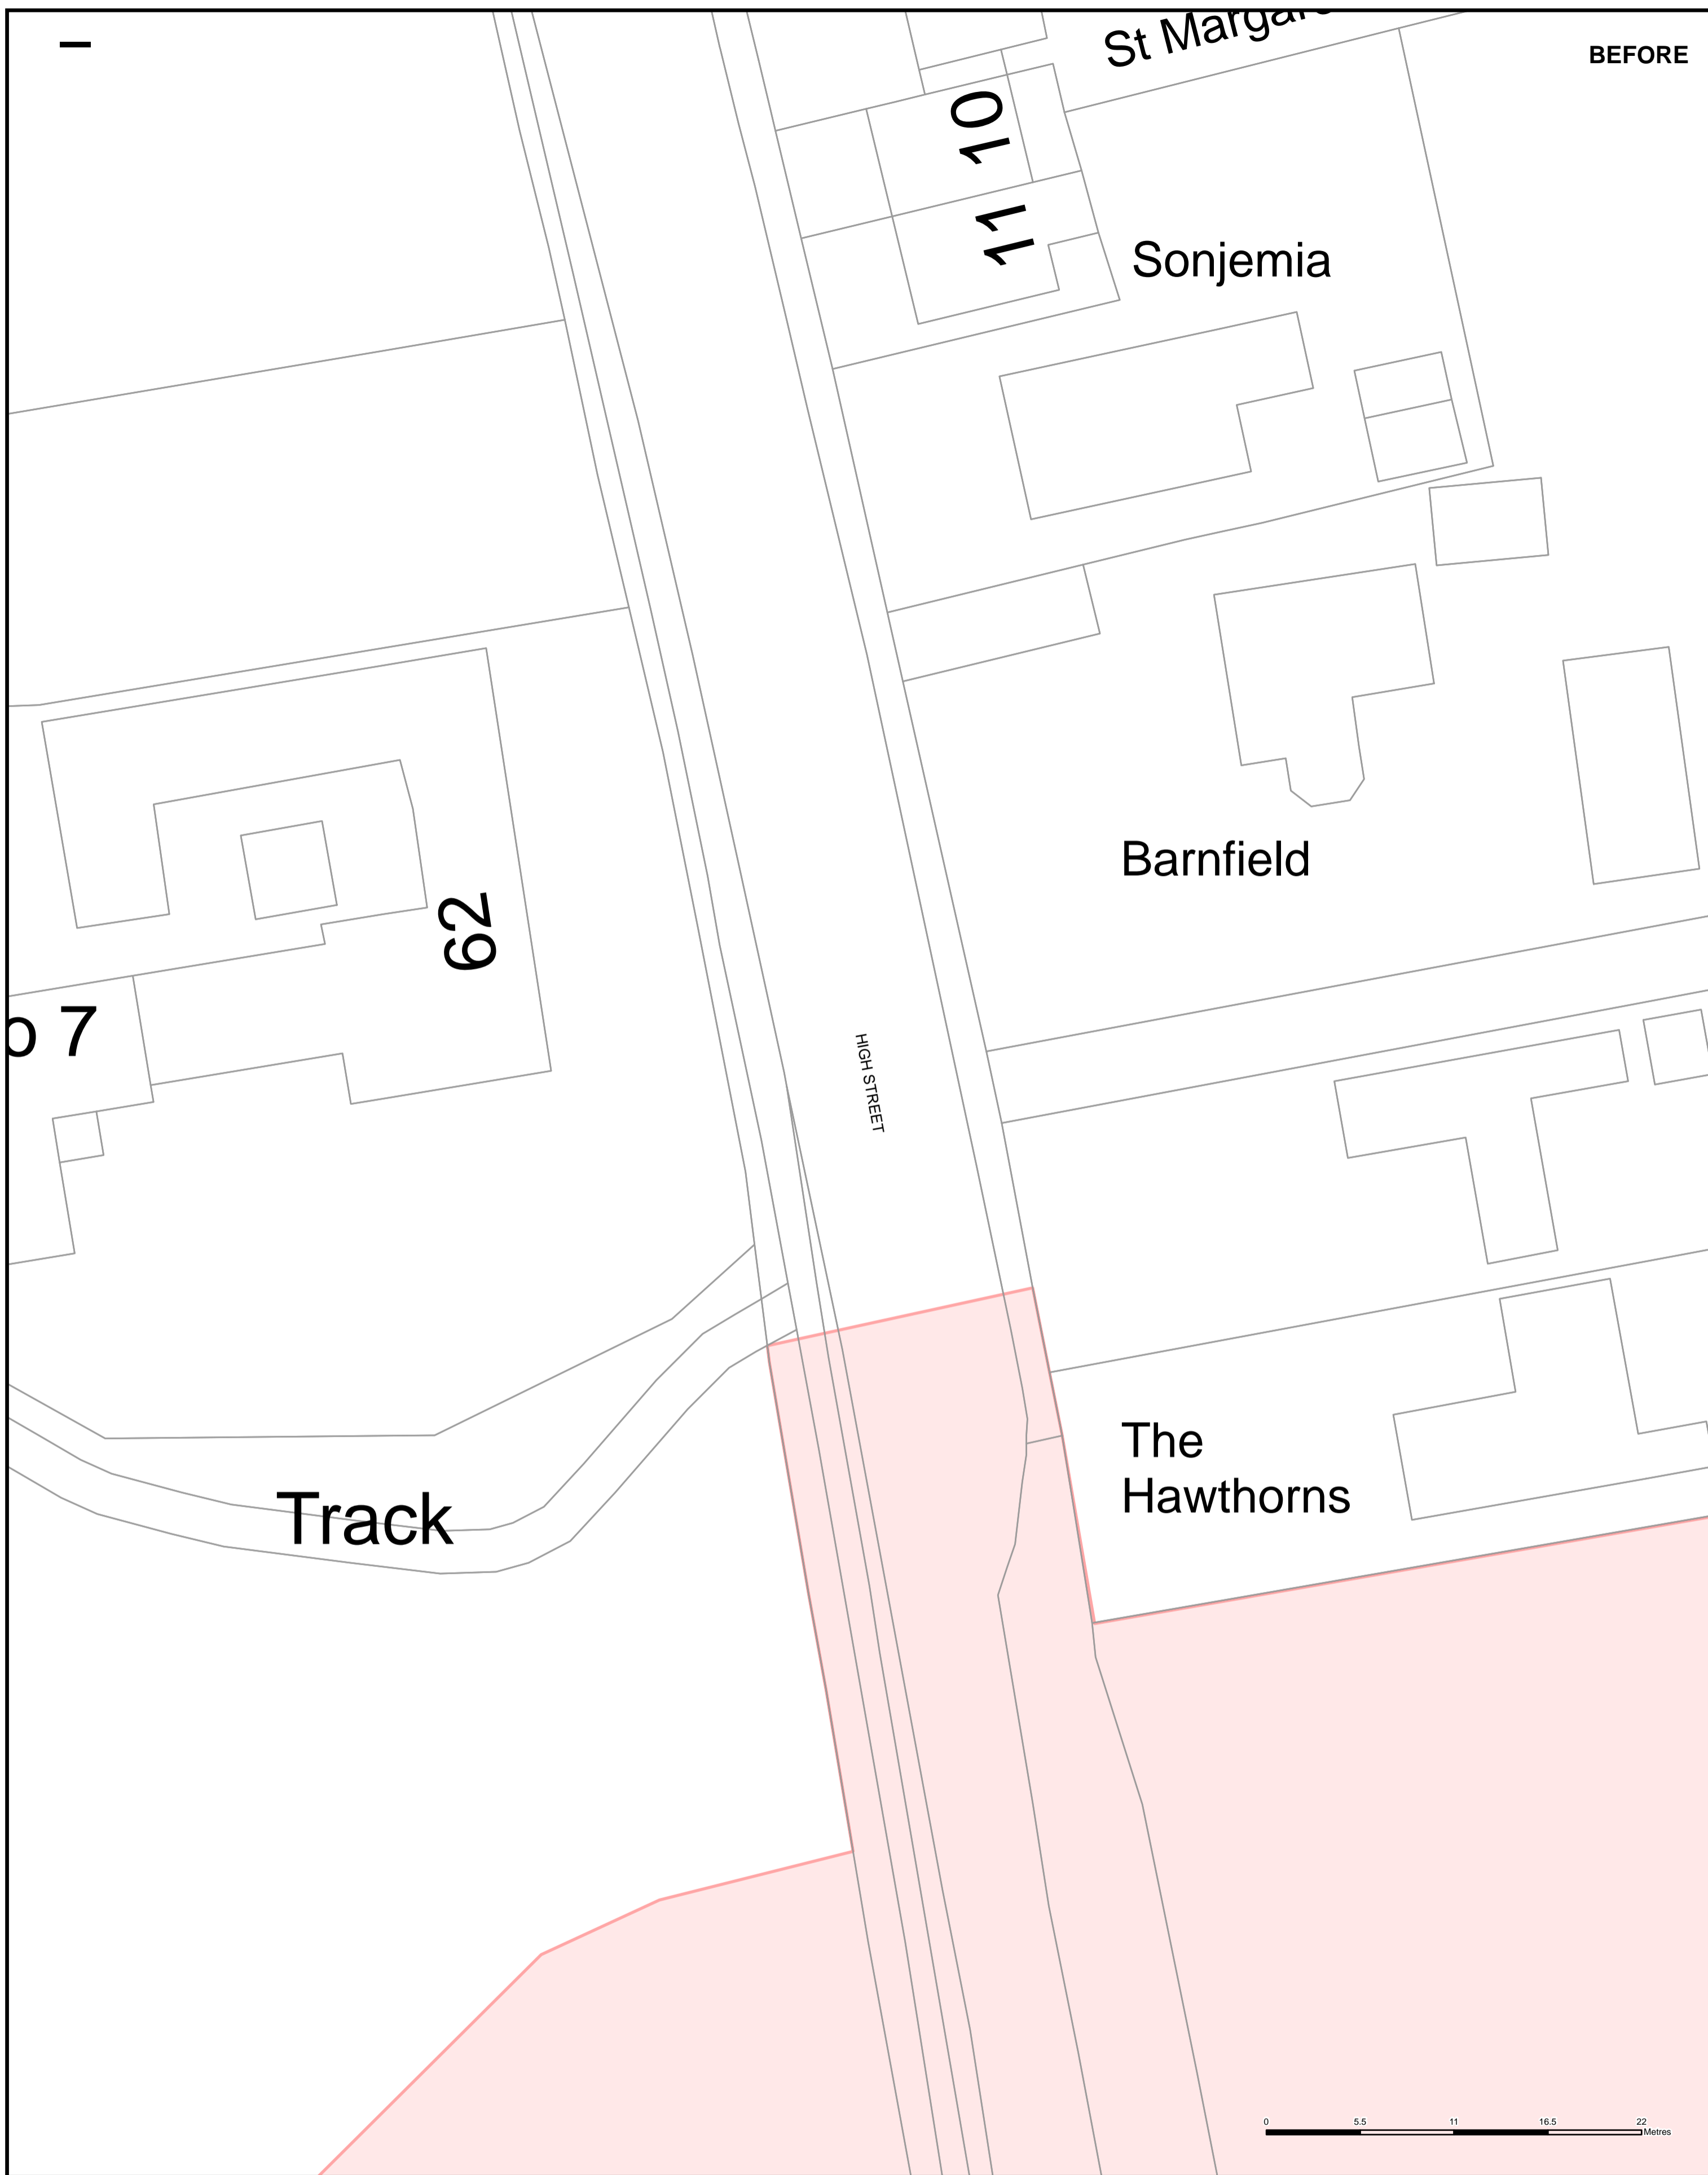 BEFORE
St
10
11
Sonjemia
Barnfield
62
7
HIGH STREET
The
Hawthorns
Track
0 5.5 11 16.5 22
Metres